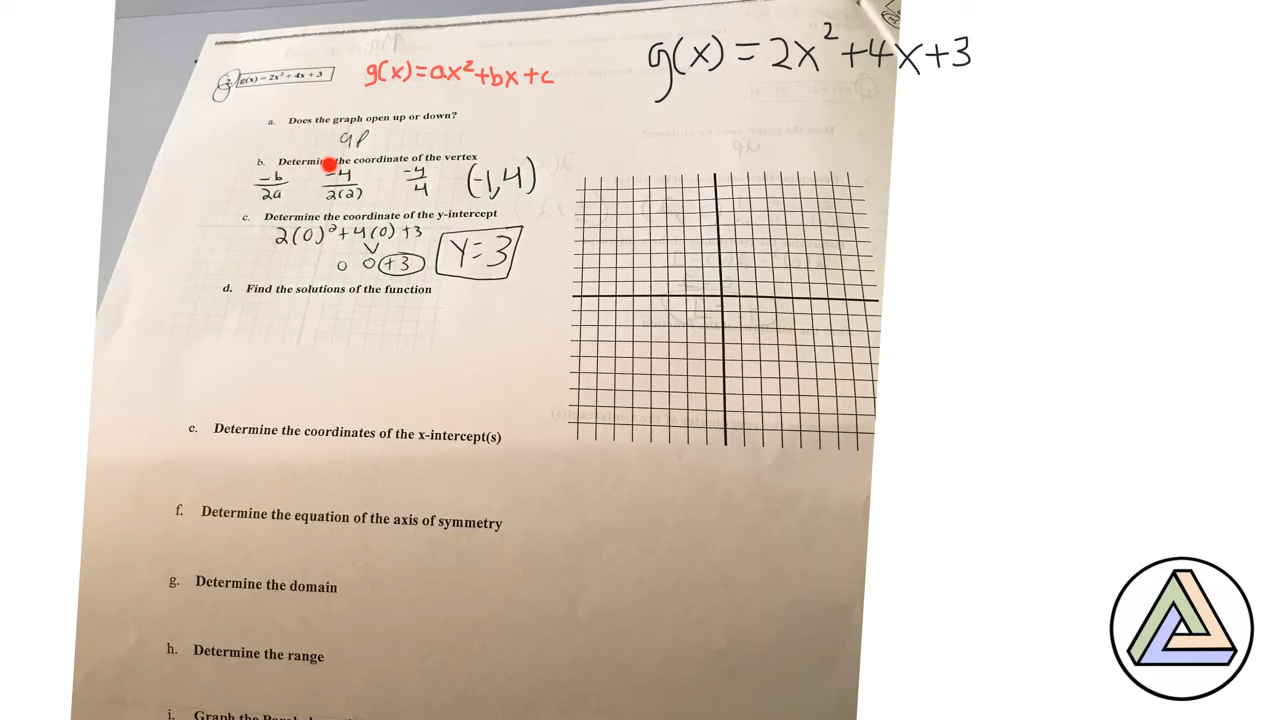 g(x) = 2x² + 4x + 3
2. g(x) = 2x² + 4x + 3
g(x) = ax² + bx + c
a. Does the graph open up or down?
up
b. Determine the coordinate of the vertex
-b/2a -4/2(2) -4/4 (-1, 4)
c. Determine the coordinate of the y-intercept
2(0)² + 4(0) + 3
0 0 + 3 Y = 3
d. Find the solutions of the function
e. Determine the coordinates of the x-intercept(s)
f. Determine the equation of the axis of symmetry
g. Determine the domain
h. Determine the range